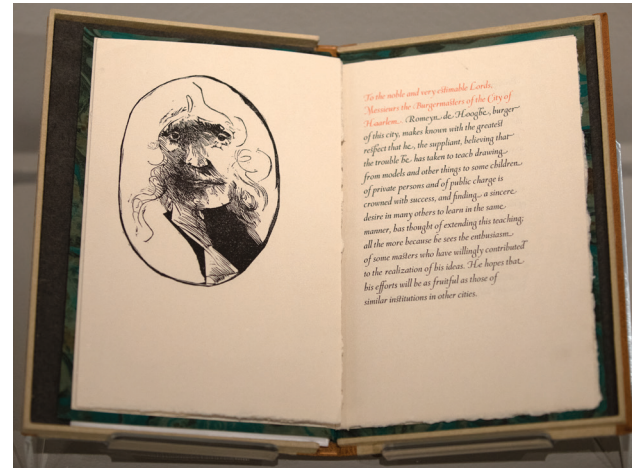 To the noble and very estimable Lords,
Messieurs the Burgermasters of the City of
Haarlem. Romeyn de Hooghe, burger
of this city, makes known with the greatest
respect that he, the suppliant, believing that
the trouble he has taken to teach drawing
from models and other things to some children
of private persons and of public charge is
crowned with success, and finding a sincere
desire in many others to learn in the same
manner, has thought of extending this teaching;
all the more because he sees the enthusiasm
of some masters who have willingly contributed
to the realization of his ideas. He hopes that
his efforts will be as fruitful as those of
similar institutions in other cities.